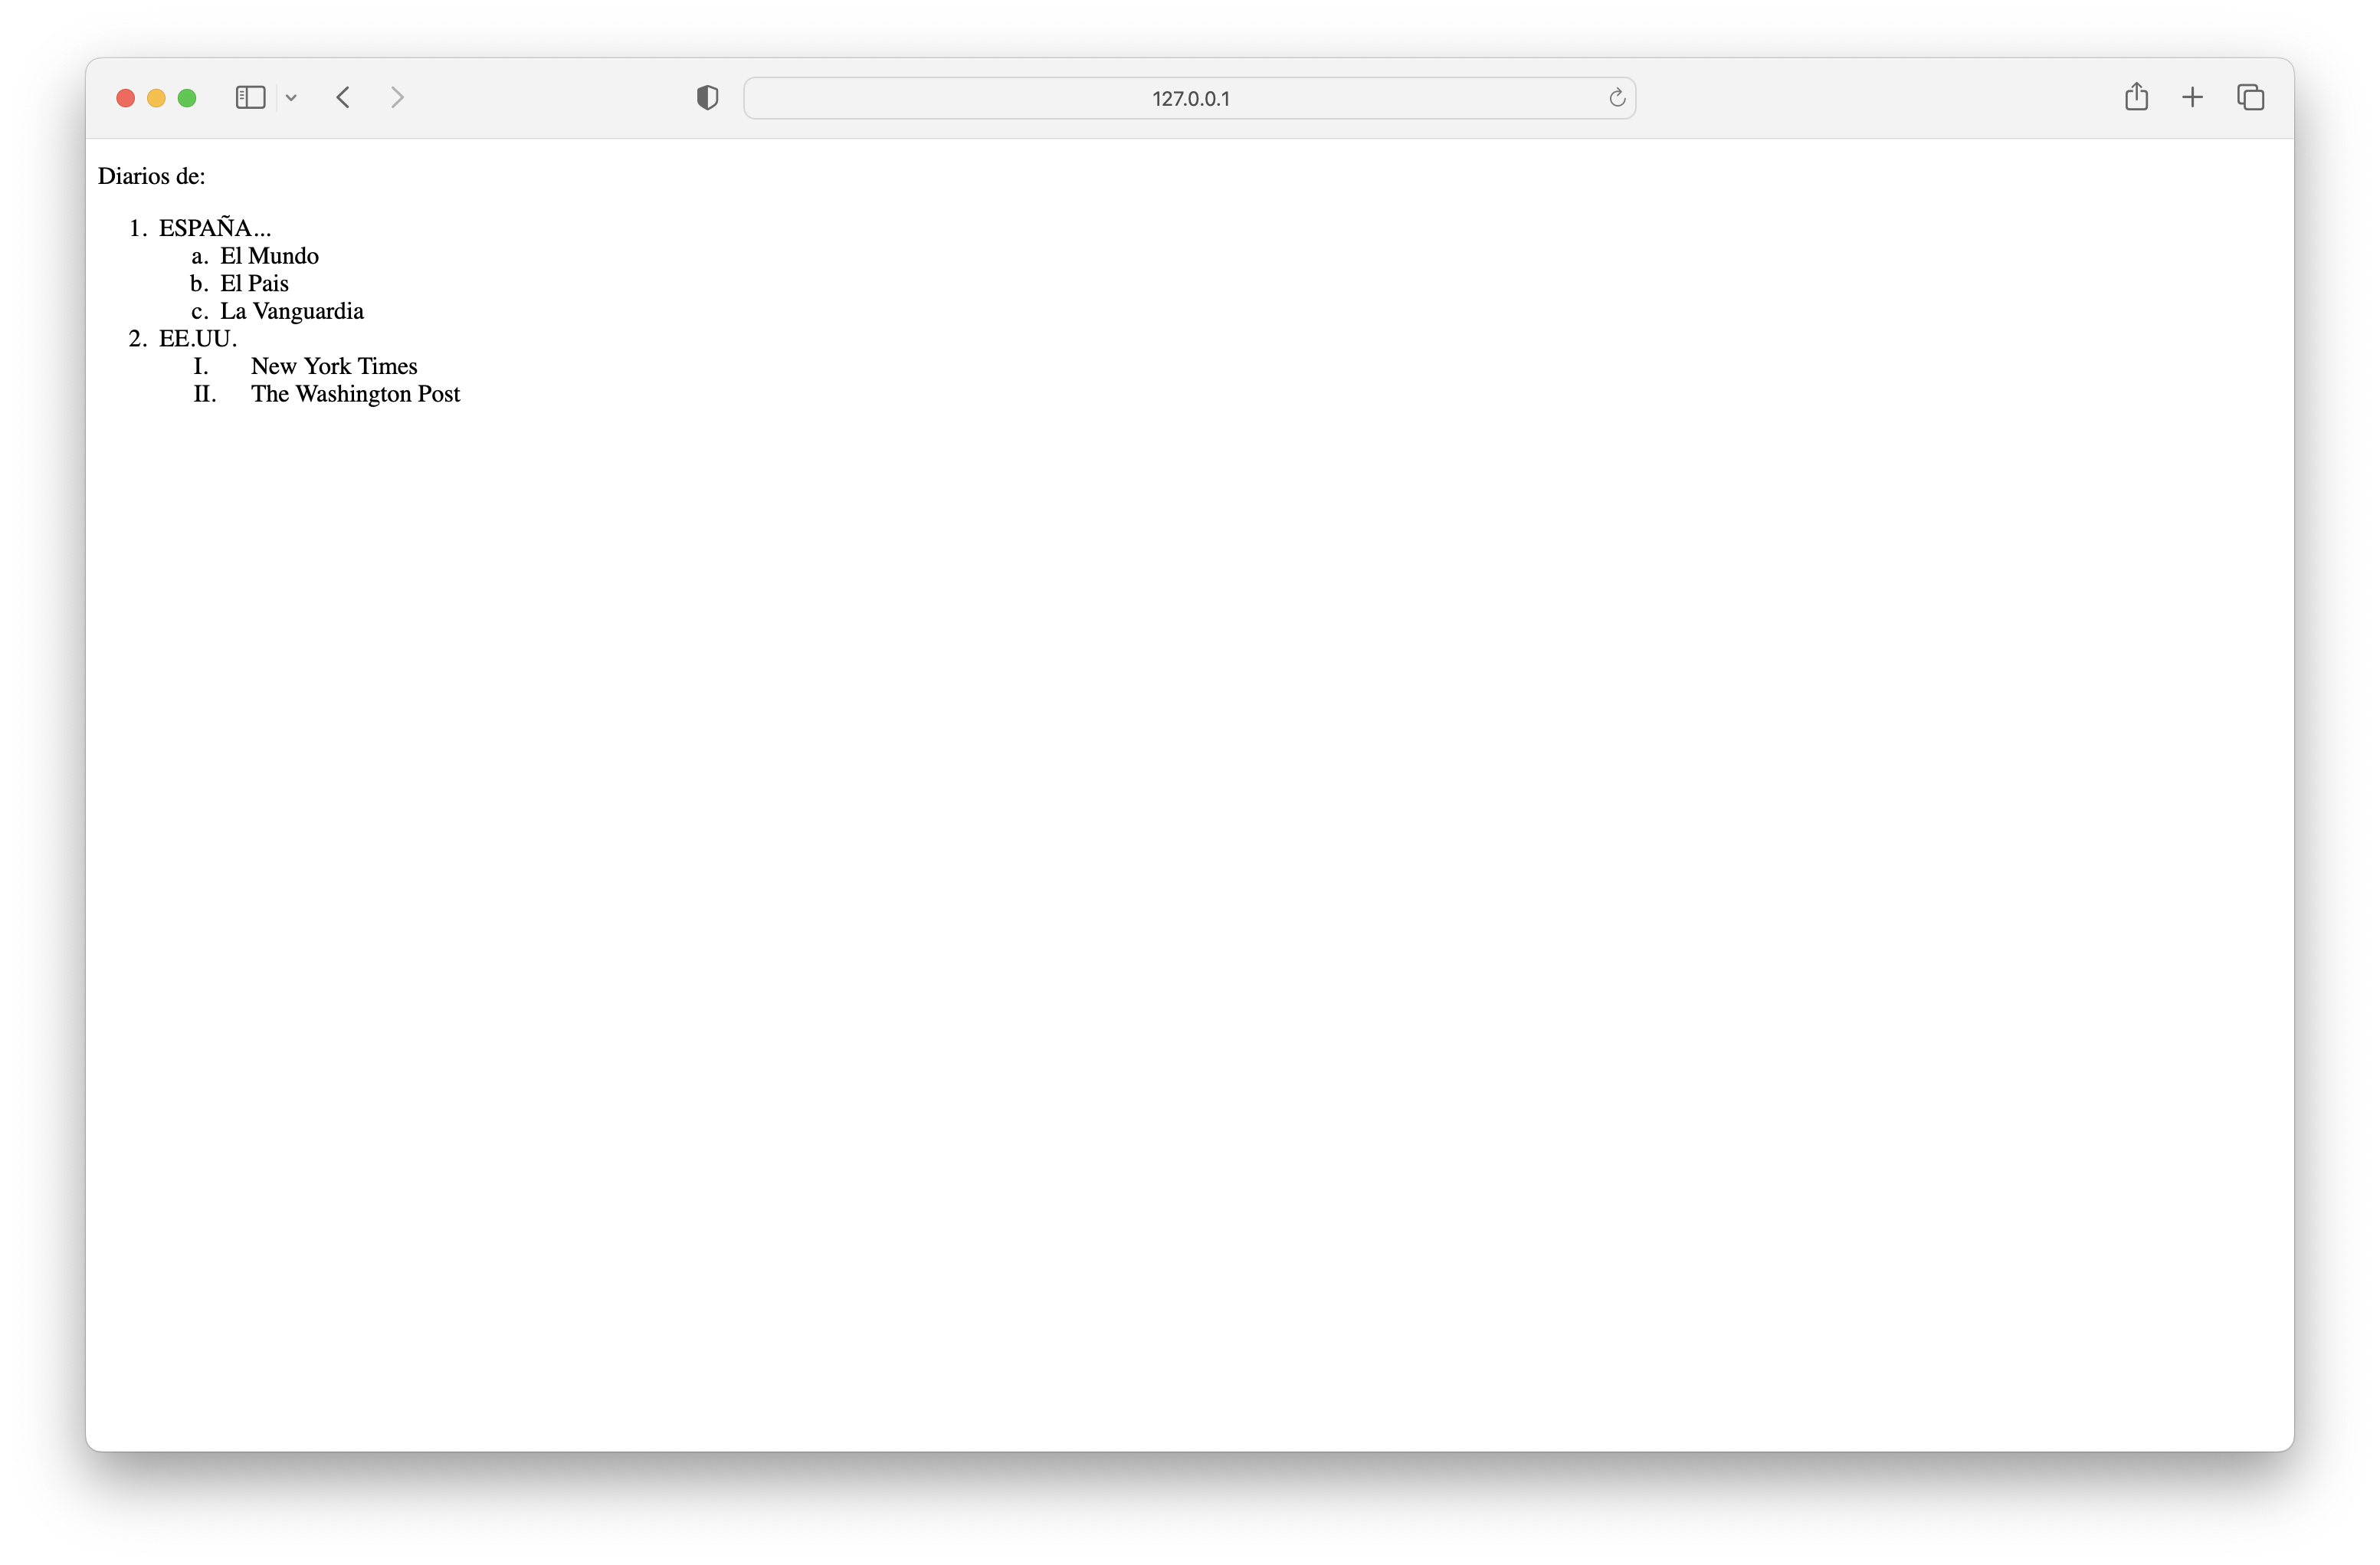 127.0.0.1
Diarios de:
1. ESPAÑA...
a. El Mundo
b. El Pais
c. La Vanguardia
2. EE.UU.
I. New York Times
II. The Washington Post